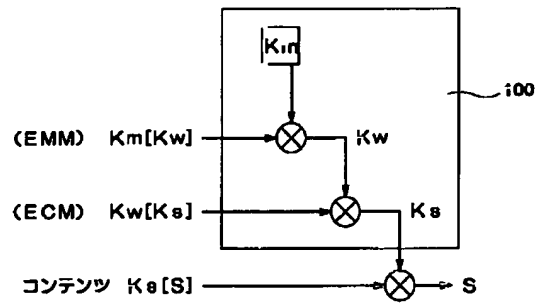 Km
100
(EMM) Km[Kw]
Kw
(ECM) Kw[Ks]
Ks
コンテンツ Ks[S]
S